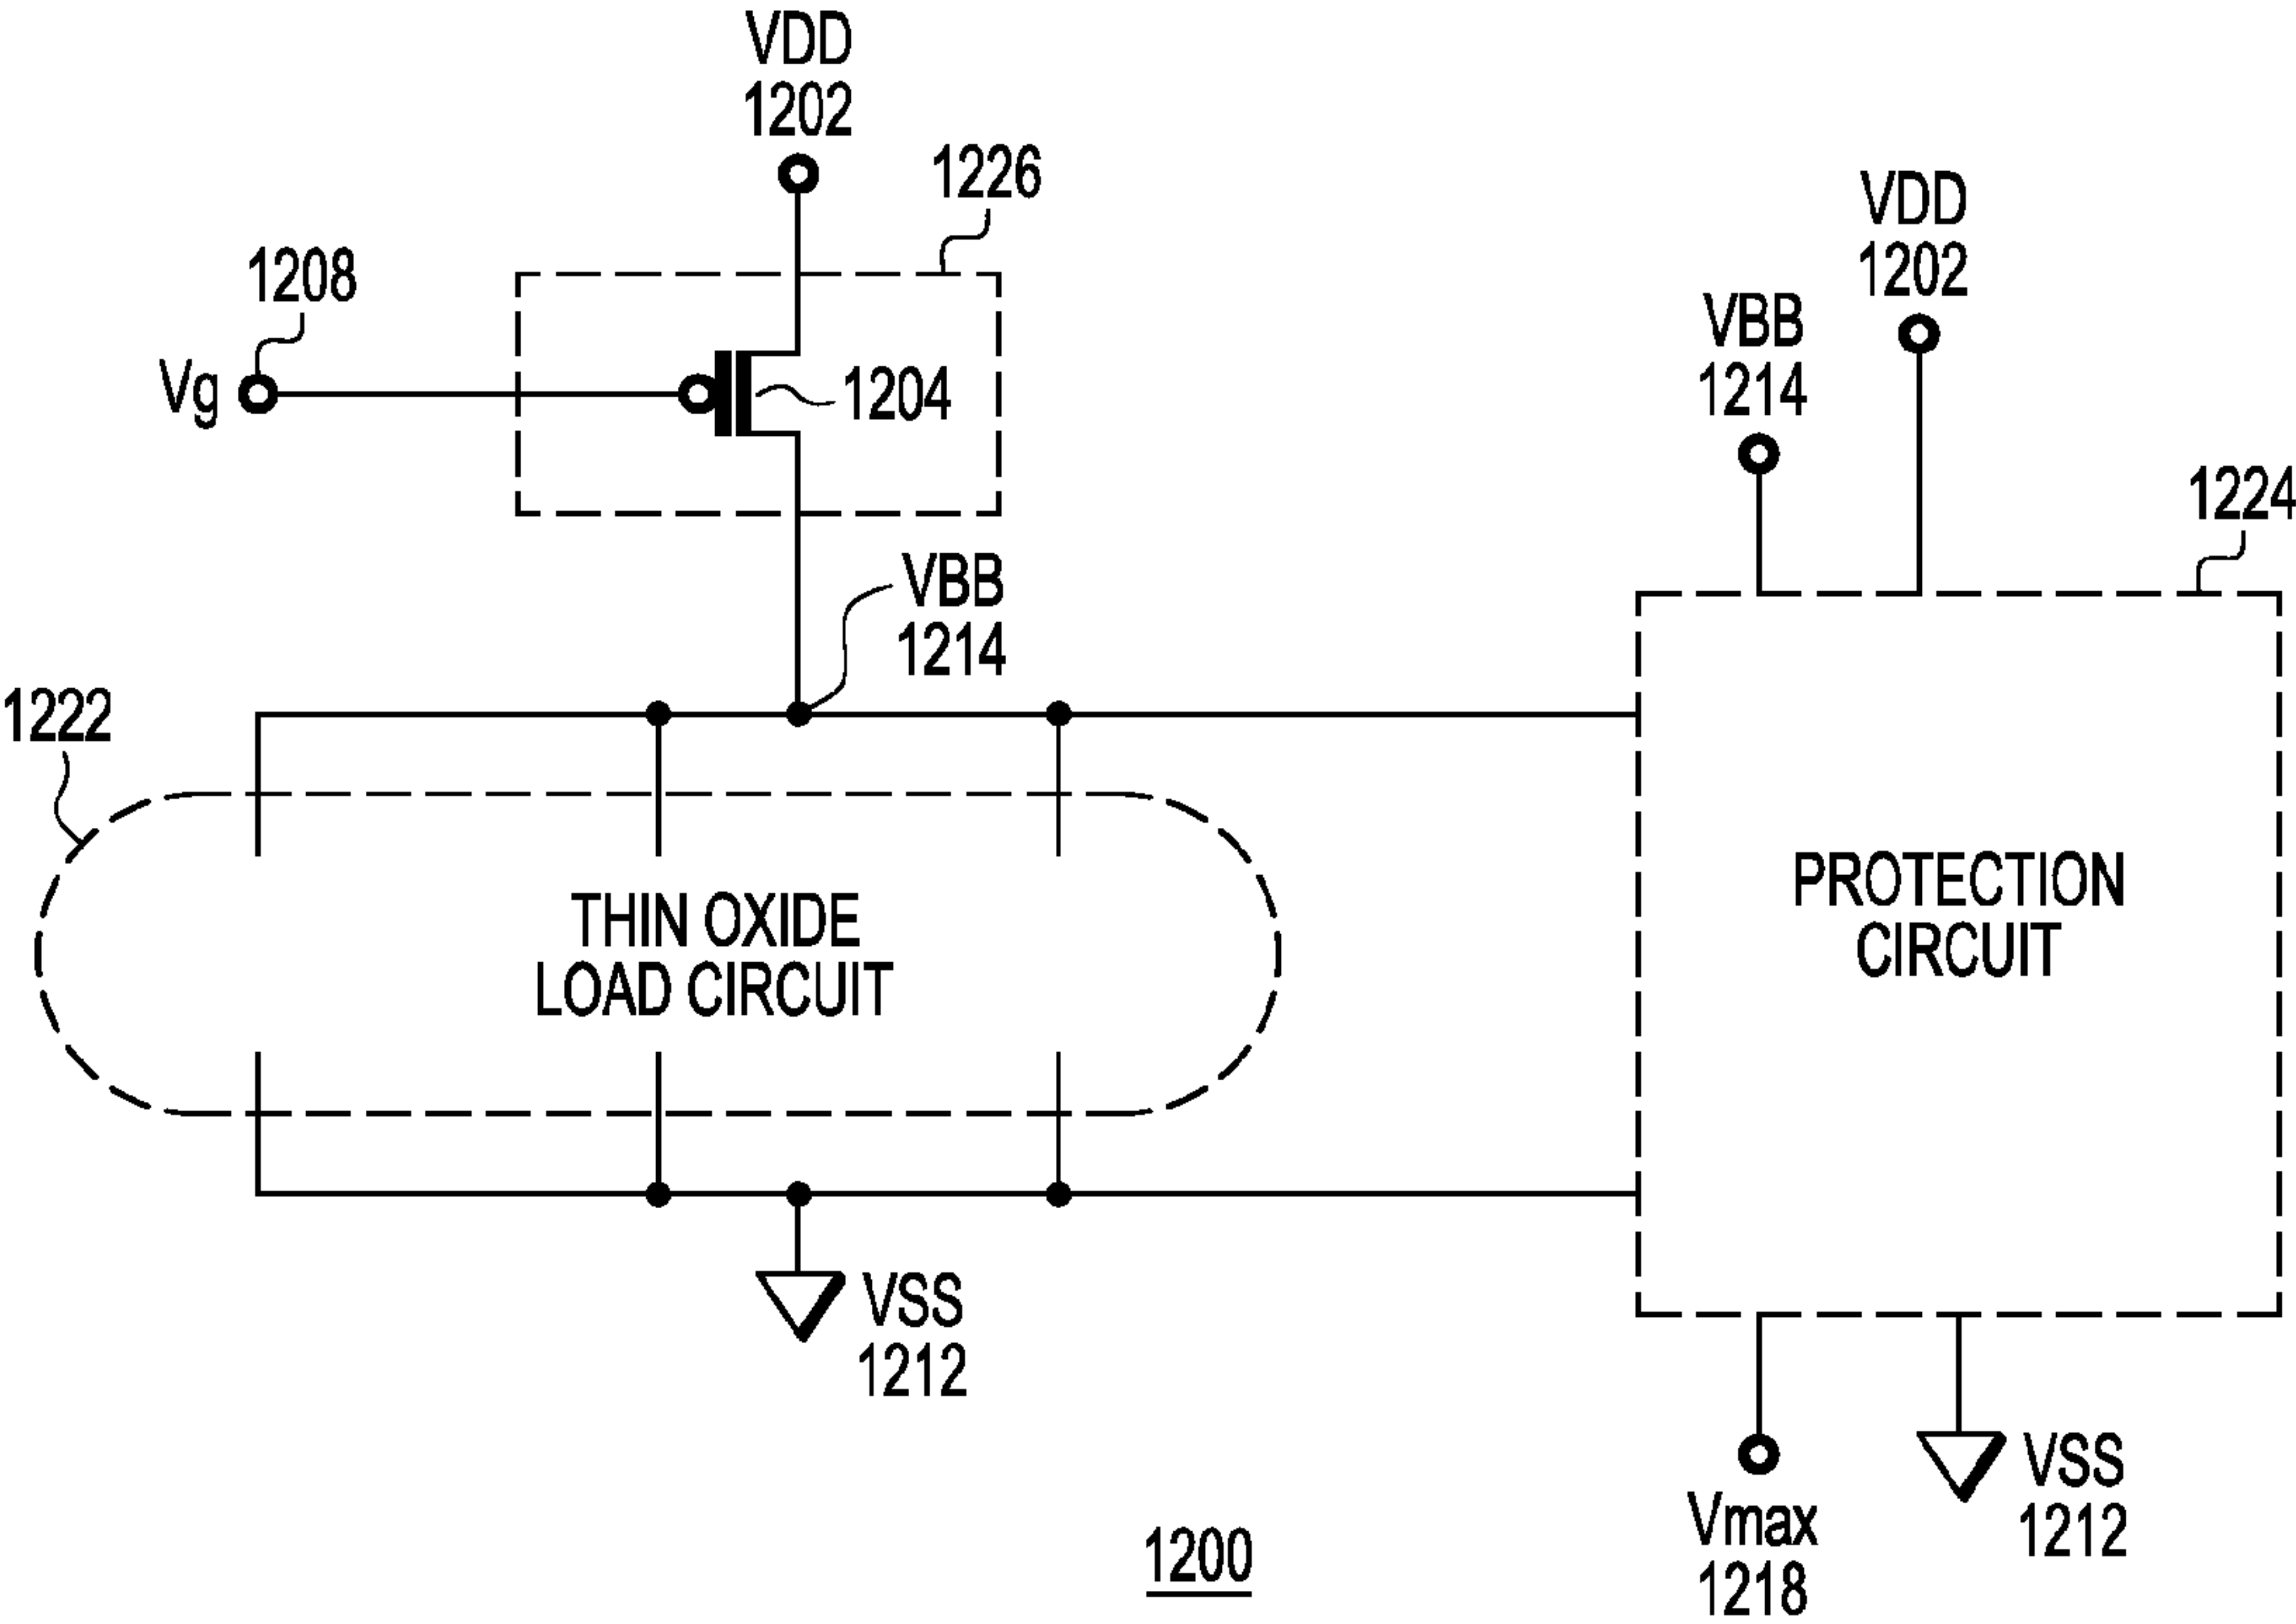 VDD
1202
1226
VDD
1202
1208
VBB
1214
Vg
1204
1224
VBB
1214
1222
THIN OXIDE
LOAD CIRCUIT
PROTECTION
CIRCUIT
VSS
1212
VSS
1212
Vmax
1218
1200